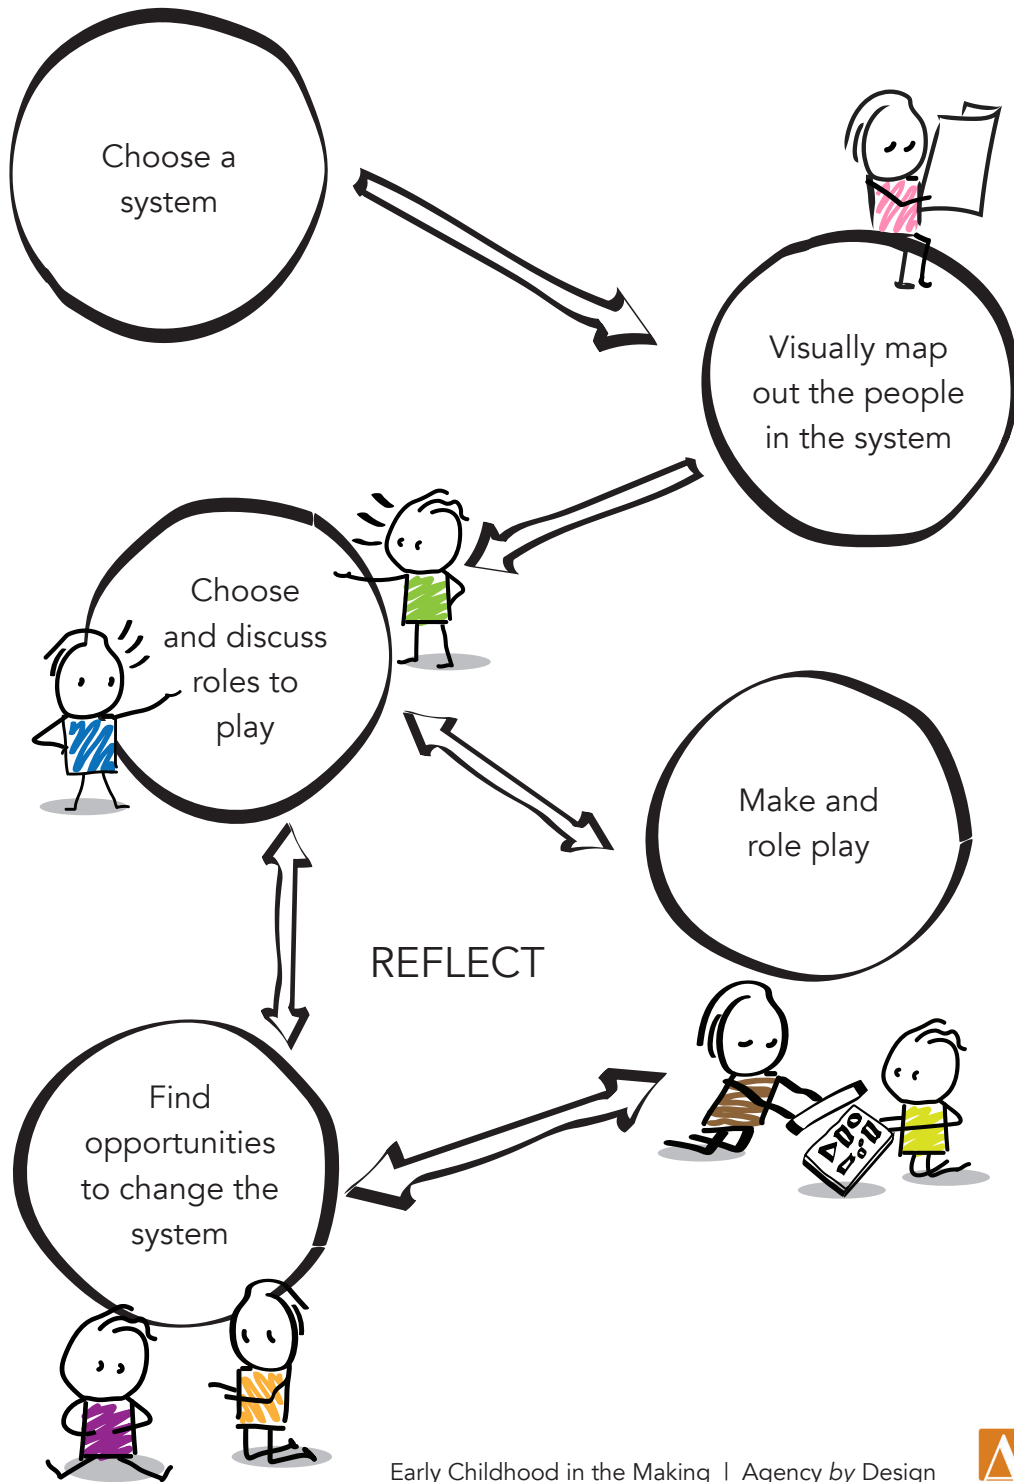 Choose a
system
Visually map
out the people
in the system
Choose
and discuss
roles to
play
Make and
role play
REFLECT
Find
opportunities
to change the
system
Early Childhood in the Making | Agency by Design